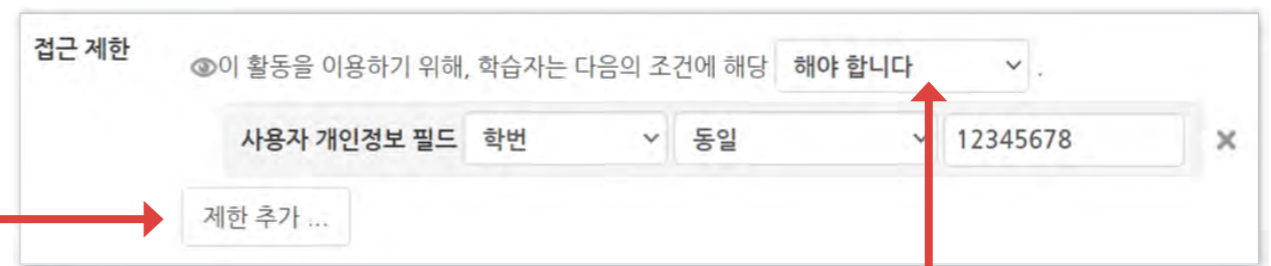 접근 제한
이 활동을 이용하기 위해, 학습자는 다음의 조건에 해당 해야 합니다 .
사용자 개인정보 필드 학번 동일 12345678
제한 추가 ...